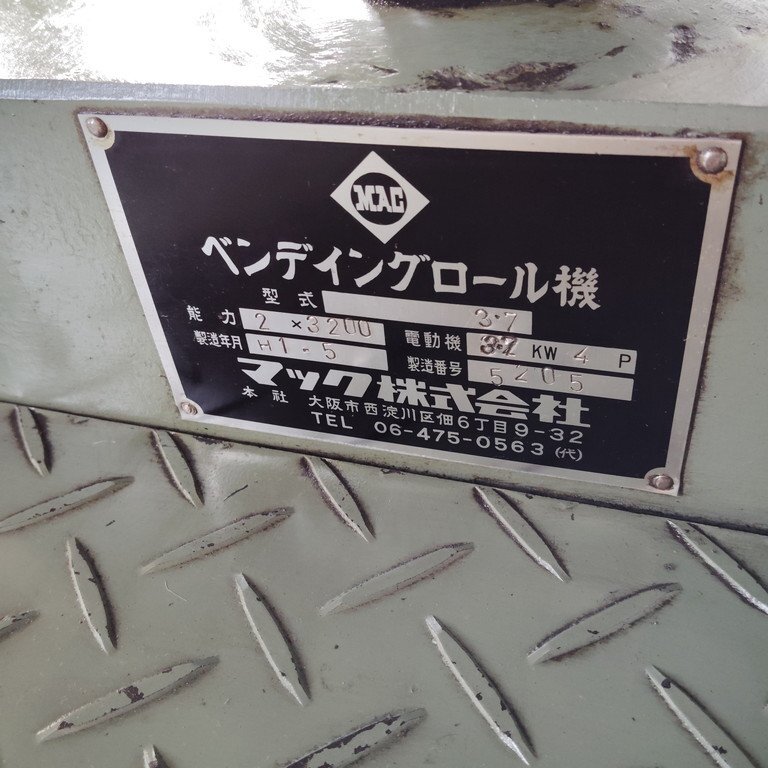 MAC
ベンデイングロール機
型式 3.7
能力 2 ×3200 電動機 3.7 KW 4 P
製造年月 H1.5 製造番号 5205
マック株式会社
本社 大阪市西淀川区佃6丁目9-32
TEL 06-475-0563 (代)